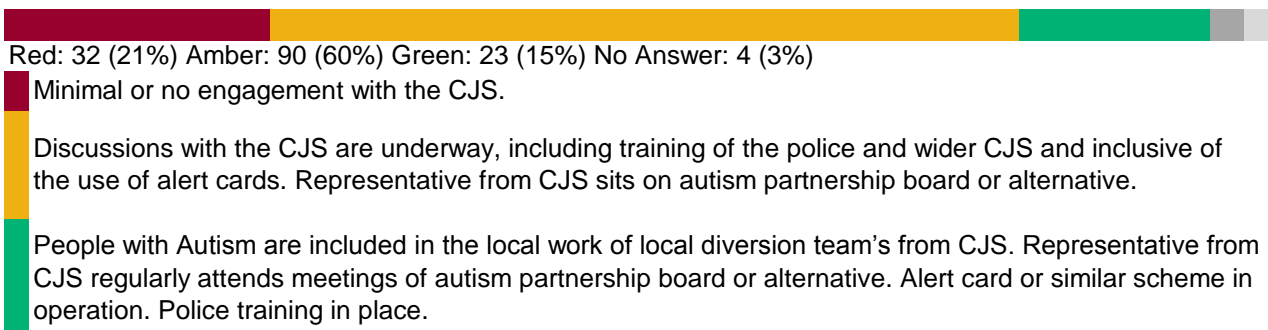 Red: 32 (21%) Amber: 90 (60%) Green: 23 (15%) No Answer: 4 (3%)
Minimal or no engagement with the CJS.
Discussions with the CJS are underway, including training of the police and wider CJS and inclusive of
the use of alert cards. Representative from CJS sits on autism partnership board or alternative.
People with Autism are included in the local work of local diversion team's from CJS. Representative from
CJS regularly attends meetings of autism partnership board or alternative. Alert card or similar scheme in
operation. Police training in place.